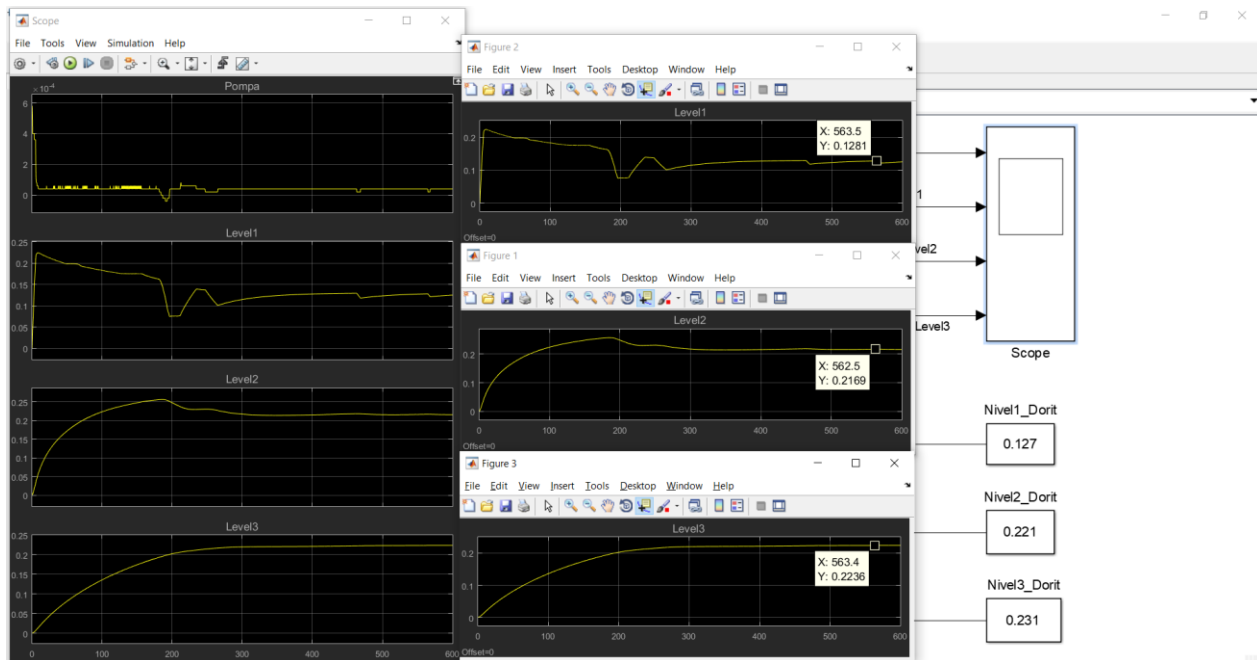 Scope
File Tools View Simulation Help
Pompa
×10⁻⁴
6
4
2
0
Level1
0.25
0.2
0.15
0.1
0.05
0
Level2
0.25
0.2
0.15
0.1
0.05
0
Level3
0.25
0.2
0.15
0.1
0.05
0
0 100 200 300 400 500 600
Figure 2
File Edit View Insert Tools Desktop Window Help
Level1
0.2
0.1
0
X: 563.5
Y: 0.1281
0 100 200 300 400 500 600
Offset=0
Figure 1
File Edit View Insert Tools Desktop Window Help
Level2
0.2
0.1
0
X: 562.5
Y: 0.2169
0 100 200 300 400 500 600
Offset=0
Figure 3
File Edit View Insert Tools Desktop Window Help
Level3
0.2
0.1
0
X: 563.4
Y: 0.2236
0 100 200 300 400 500 600
Offset=0
1
vel2
Level3
Scope
Nivel1_Dorit
0.127
Nivel2_Dorit
0.221
Nivel3_Dorit
0.231